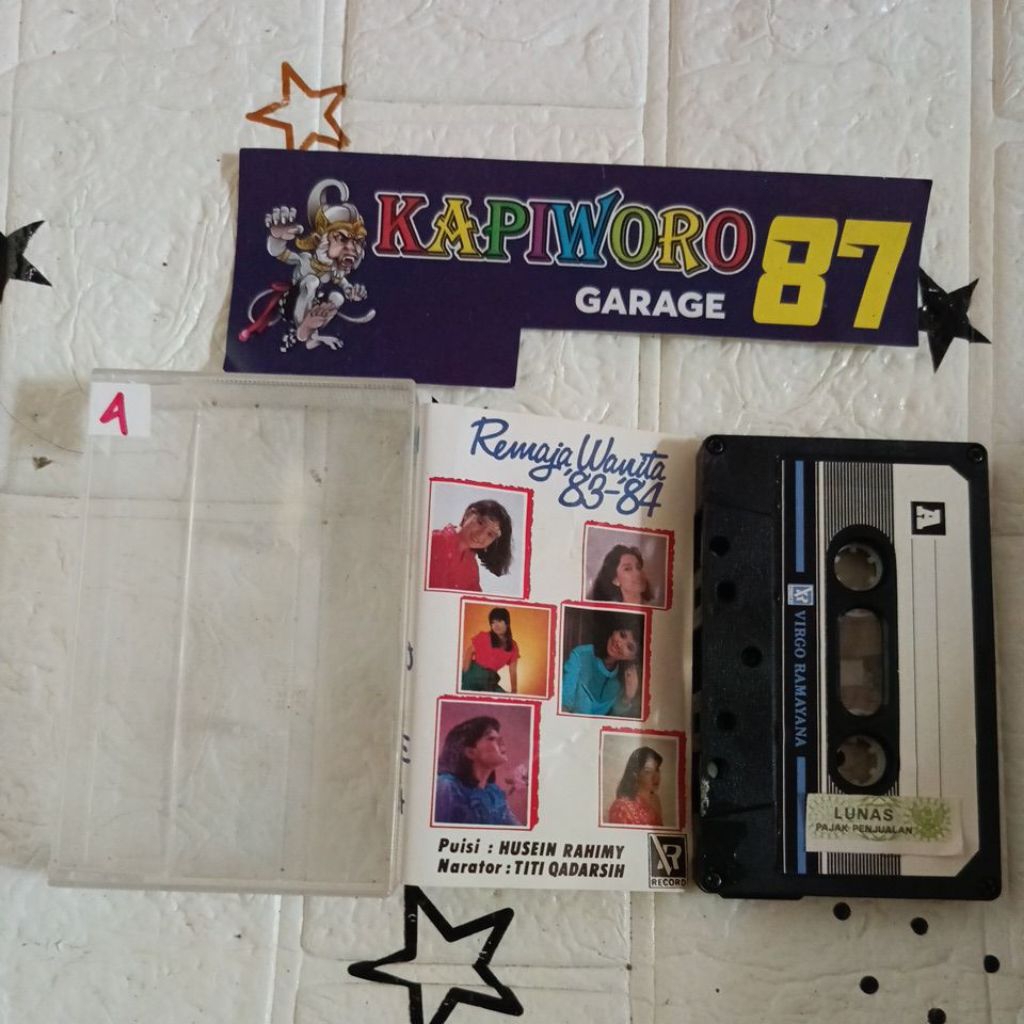 KAPIWORO 87
GARAGE
A
Remaja Wanita
'83-'84
Puisi : HUSEIN RAHIMY
Narator : TITI QADARSIH
RECORD
A
VIRGO RAMAYANA
LUNAS
PAJAK PENJUALAN